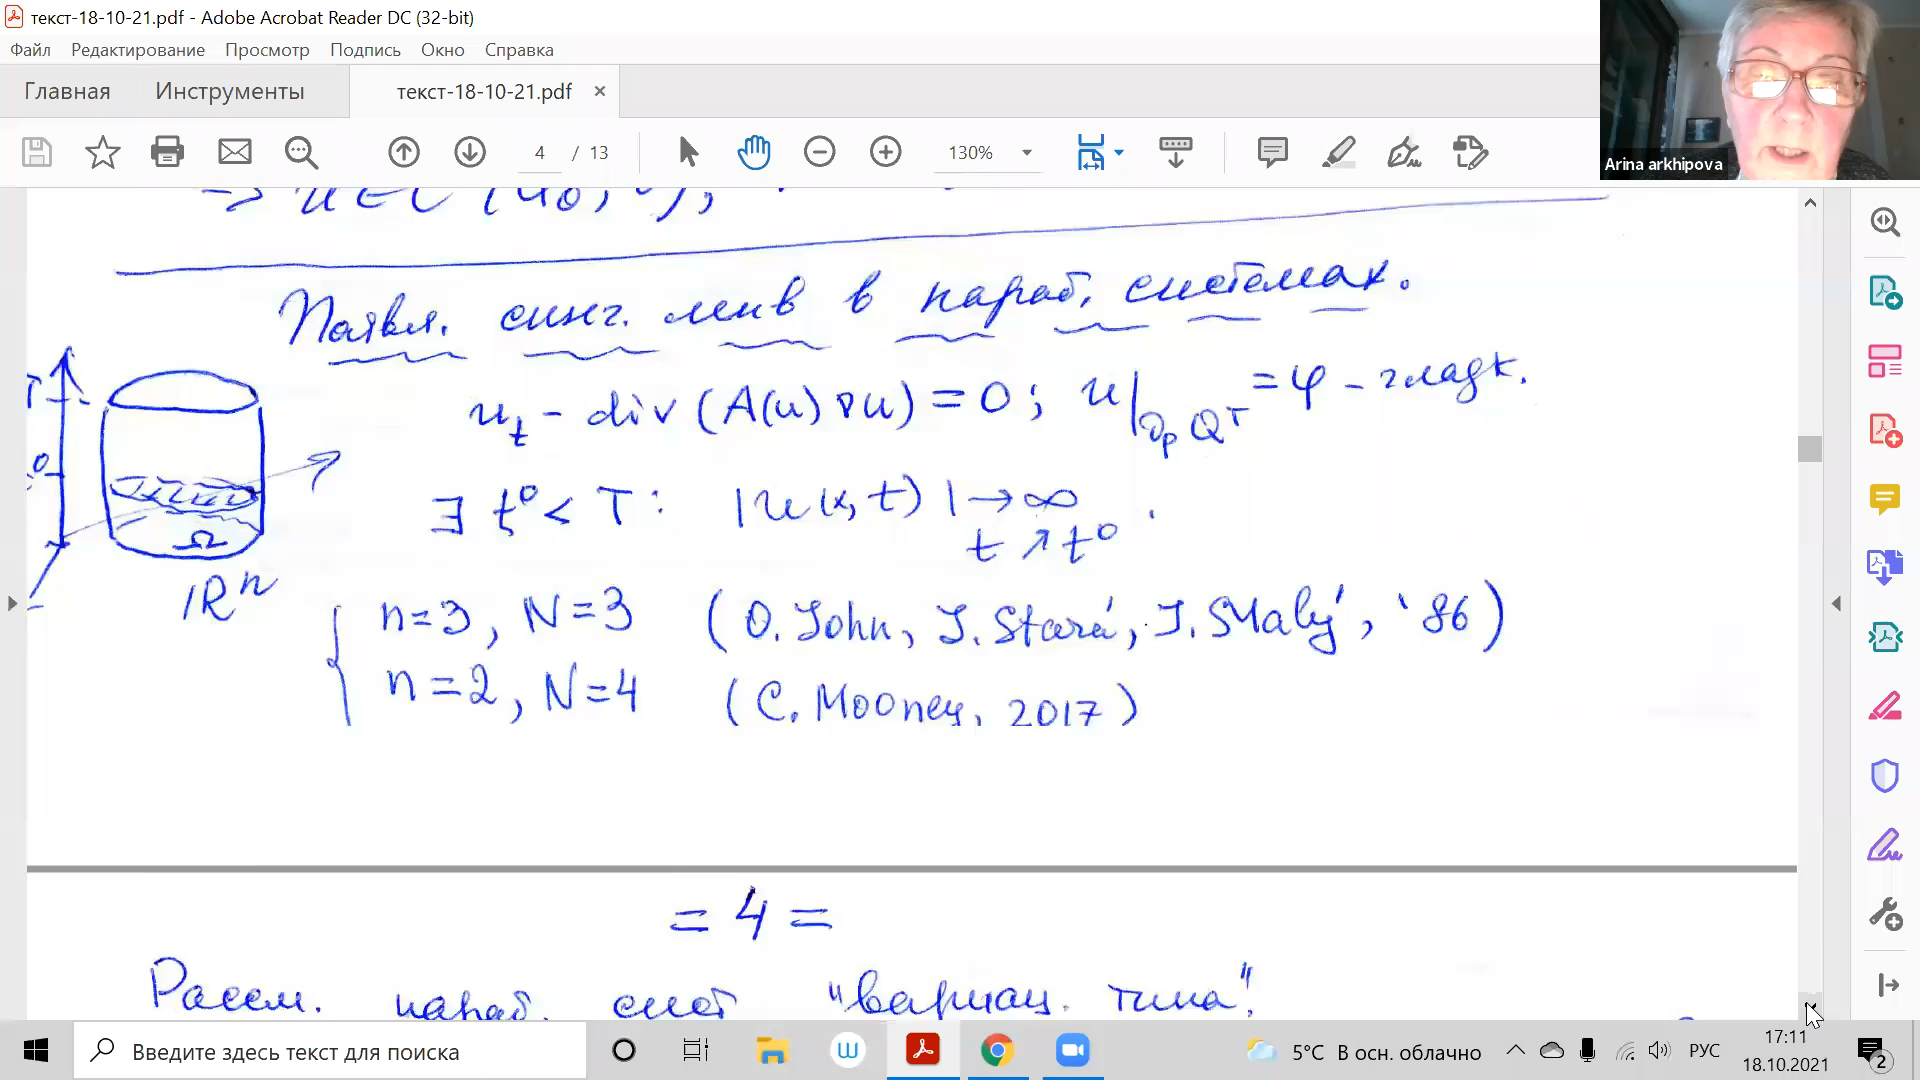 текст-18-10-21.pdf - Adobe Acrobat Reader DC (32-bit)
Файл Редактирование Просмотр Подпись Окно Справка
Главная Инструменты текст-18-10-21.pdf ×
4 / 13 130%
Arina arkhipova
Появл. синг. в параб. системах.
u_t - div (A(u)∇u) = 0; u|_{∂_p Q^T} = φ - гладк.
T
∃ t⁰ < T: |u(x,t)| → ∞
t ↗ t⁰
Ω
ℝⁿ
n=3, N=3 (O. John, J. Stará, J. Malý, '86)
n=2, N=4 (C. Mooney, 2017)
= 4 =
Рассм. параб. сист "вариац. типа".
Введите здесь текст для поиска
5°C В осн. облачно
РУС
17:11
18.10.2021
2